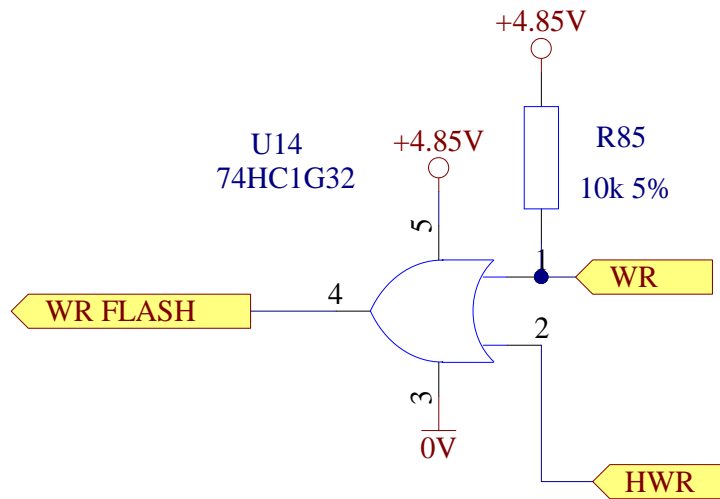 +4.85V
U14
74HC1G32
+4.85V
R85
10k 5%
5
1
WR
4
WR FLASH
2
3
0V
HWR